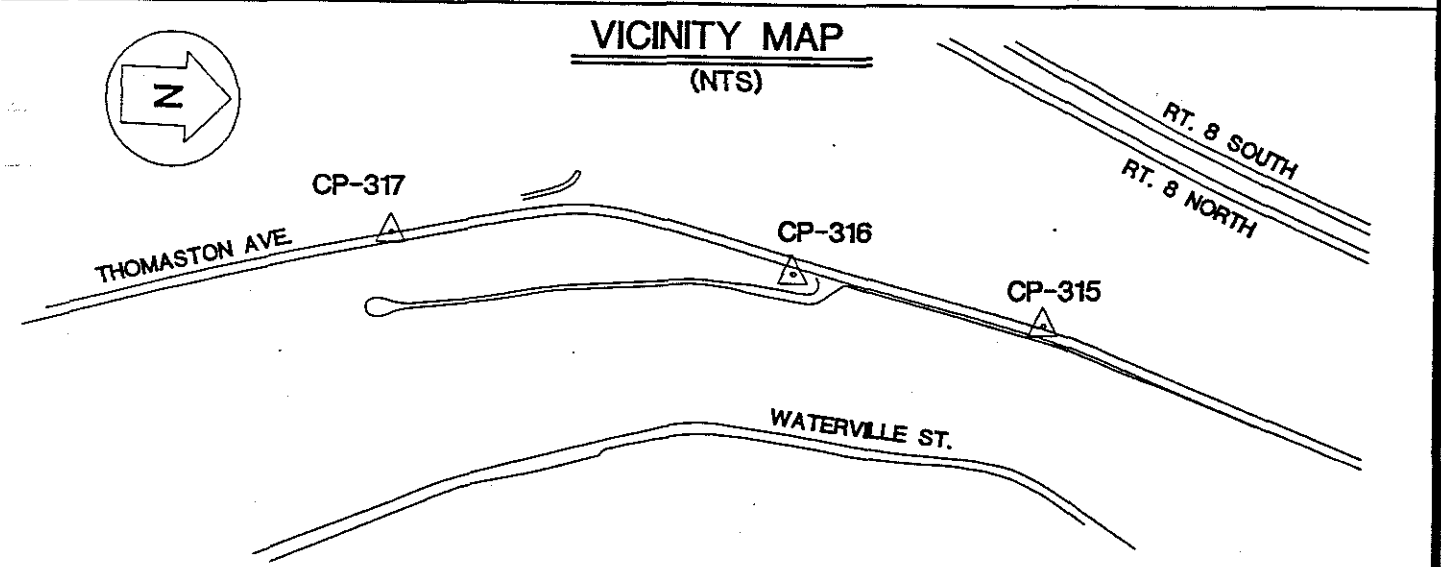 VICINITY MAP
(NTS)
N
RT. 8 SOUTH
RT. 8 NORTH
CP-317
CP-316
THOMASTON AVE.
CP-315
WATERVILLE ST.